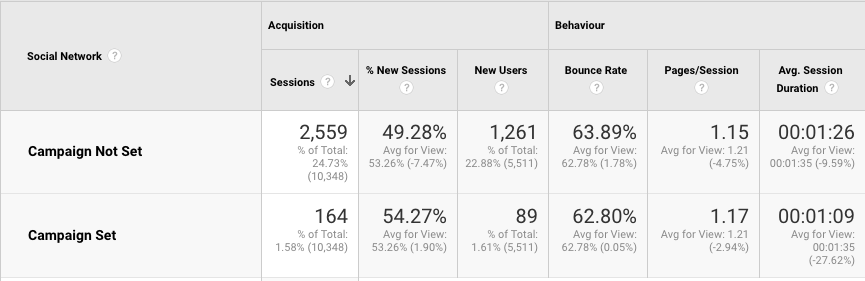 Acquisition
Behaviour
Social Network ?
Sessions ? ↓
% New Sessions
?
New Users
?
Bounce Rate
?
Pages/Session
?
Avg. Session
Duration ?
Campaign Not Set
2,559
% of Total:
24.73%
(10,348)
49.28%
Avg for View:
53.26% (-7.47%)
1,261
% of Total:
22.88% (5,511)
63.89%
Avg for View:
62.78% (1.78%)
1.15
Avg for View: 1.21
(-4.75%)
00:01:26
Avg for View:
00:01:35 (-9.59%)
Campaign Set
164
% of Total:
1.58% (10,348)
54.27%
Avg for View:
53.26% (1.90%)
89
% of Total:
1.61% (5,511)
62.80%
Avg for View:
62.78% (0.05%)
1.17
Avg for View: 1.21
(-2.94%)
00:01:09
Avg for View:
00:01:35
(-27.62%)